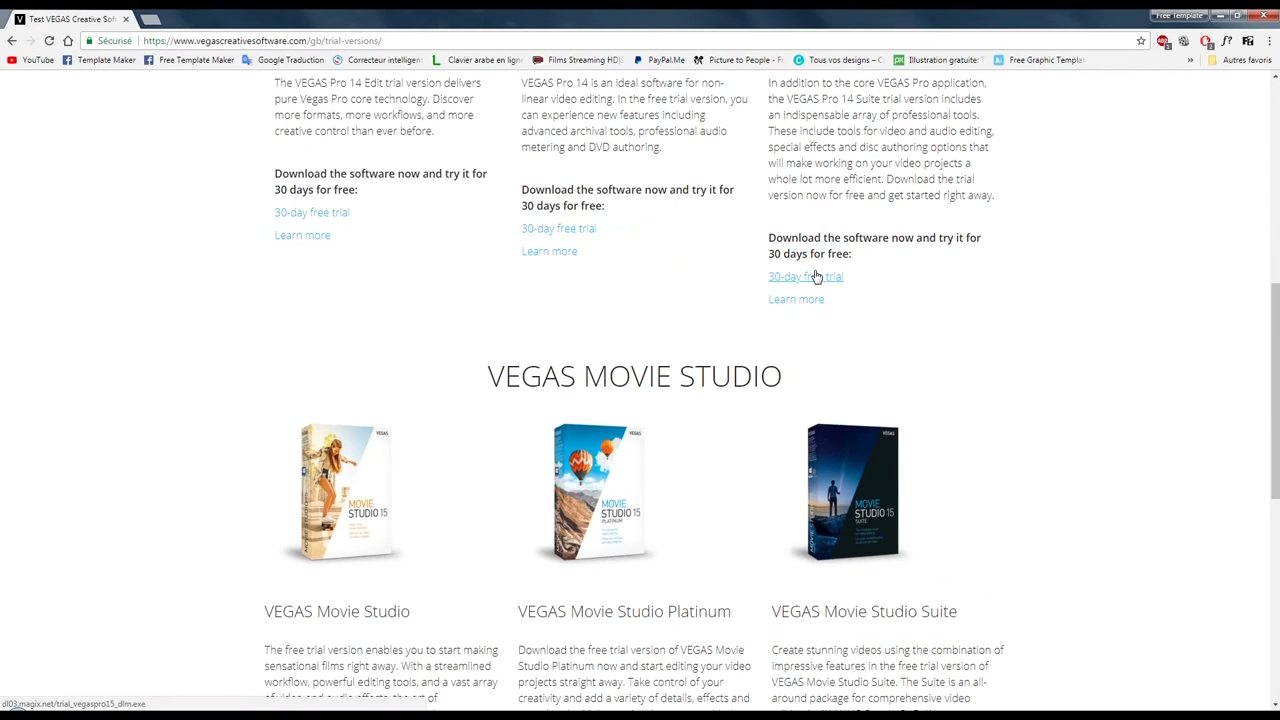 Test VEGAS Creative Soft
Free Template
Sécurisé
https://www.vegascreativesoftware.com/gb/trial-versions/
YouTube
Template Maker
Free Template Maker
Google Traduction
Correcteur intelligent
Clavier arabe en ligne
Films Streaming HD|
PayPal.Me
Picture to People - F
Tous vos designs – C
Illustration gratuite:
Free Graphic Templat
Autres favoris
The VEGAS Pro 14 Edit trial version delivers
pure Vegas Pro core technology. Discover
more formats, more workflows, and more
creative control than ever before.
Download the software now and try it for
30 days for free:
30-day free trial
Learn more
VEGAS Pro 14 is an ideal software for non-
linear video editing. In the free trial version, you
can experience new features including
advanced archival tools, professional audio
metering and DVD authoring.
Download the software now and try it for
30 days for free:
30-day free trial
Learn more
In addition to the core VEGAS Pro application,
the VEGAS Pro 14 Suite trial version includes
an indispensable array of professional tools.
These include tools for video and audio editing,
special effects and disc authoring options that
will make working on your video projects a
whole lot more efficient. Download the trial
version now for free and get started right away.
Download the software now and try it for
30 days for free:
30-day free trial
Learn more
VEGAS MOVIE STUDIO
VEGAS
MOVIE
STUDIO 15
VEGAS
MOVIE
STUDIO 15
PLATINUM
VEGAS
MOVIE
STUDIO 15
SUITE
VEGAS Movie Studio
The free trial version enables you to start making
sensational films right away. With a streamlined
workflow, powerful editing tools, and a vast array
VEGAS Movie Studio Platinum
Download the free trial version of VEGAS Movie
Studio Platinum now and start editing your video
projects straight away. Take control of your
creativity and add a variety of details, effects and
VEGAS Movie Studio Suite
Create stunning videos using the combination of
impressive features in the free trial version of
VEGAS Movie Studio Suite. The Suite is an all-
around package for comprehensive video
dl03.magix.net/trial_vegaspro15_dlm.exe